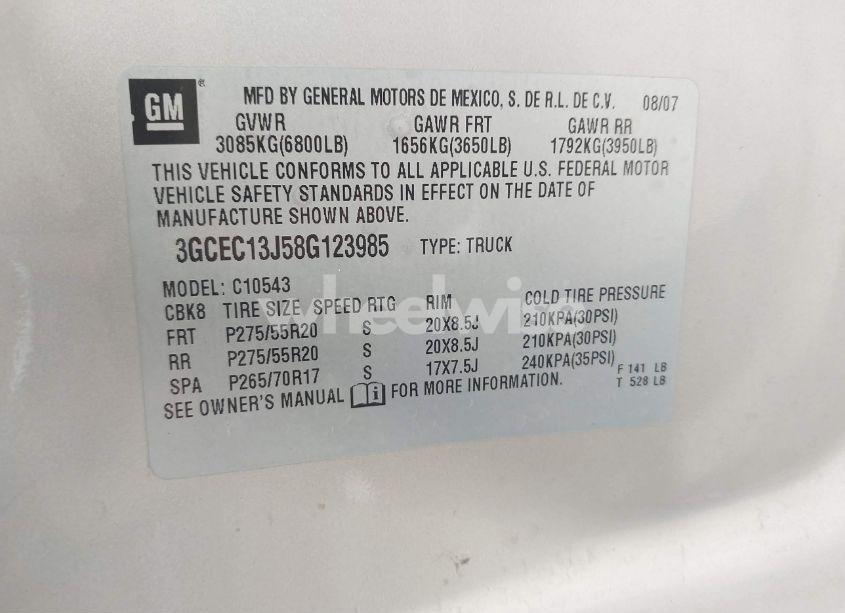 GM ®
MFD BY GENERAL MOTORS DE MEXICO, S. DE R.L. DE C.V. 08/07
GVWR GAWR FRT GAWR RR
3085KG(6800LB) 1656KG(3650LB) 1792KG(3950LB)
THIS VEHICLE CONFORMS TO ALL APPLICABLE U.S. FEDERAL MOTOR
VEHICLE SAFETY STANDARDS IN EFFECT ON THE DATE OF
MANUFACTURE SHOWN ABOVE.
3GCEC13J58G123985 TYPE: TRUCK
MODEL: C10543
CBK8 TIRE SIZE SPEED RTG RIM COLD TIRE PRESSURE
FRT P275/55R20 S 20X8.5J 210KPA(30PSI)
RR P275/55R20 S 20X8.5J 210KPA(30PSI)
SPA P265/70R17 S 17X7.5J 240KPA(35PSI) F 141 LB
T 528 LB
SEE OWNER'S MANUAL i FOR MORE INFORMATION.